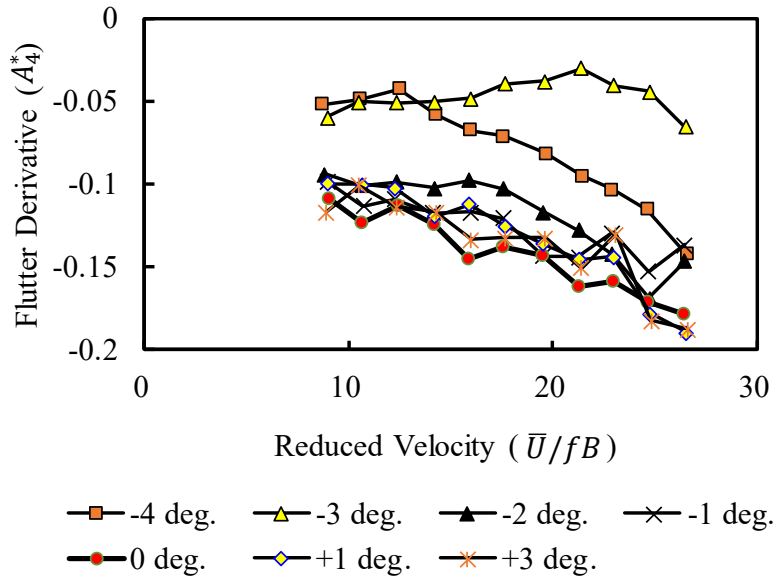 0
-0.05
-0.1
-0.15
-0.2
Flutter Derivative (A₄*)
0 10 20 30
Reduced Velocity ( U̅/fB )
-4 deg. -3 deg. -2 deg. -1 deg.
0 deg. +1 deg. +3 deg.